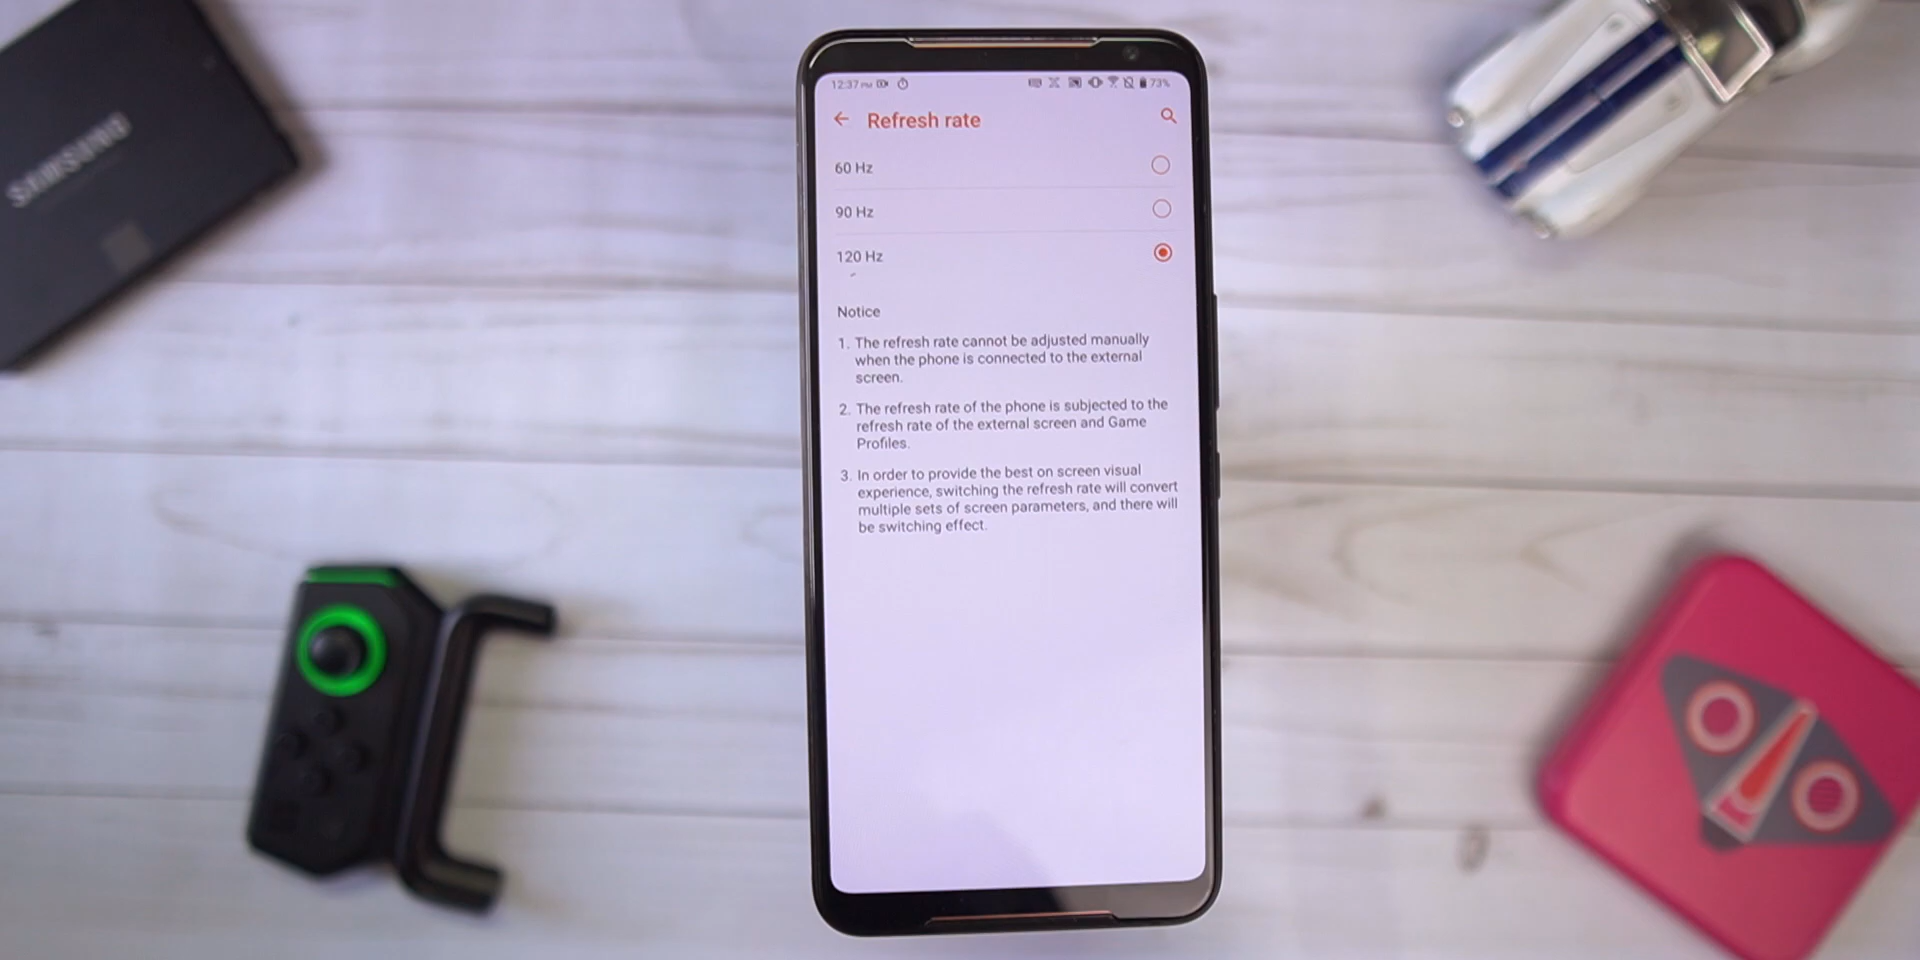 SAMSUNG
12:37 PM
73%
Refresh rate
60 Hz
90 Hz
120 Hz
Notice
1. The refresh rate cannot be adjusted manually
when the phone is connected to the external
screen.
2. The refresh rate of the phone is subjected to the
refresh rate of the external screen and Game
Profiles.
3. In order to provide the best on screen visual
experience, switching the refresh rate will convert
multiple sets of screen parameters, and there will
be switching effect.